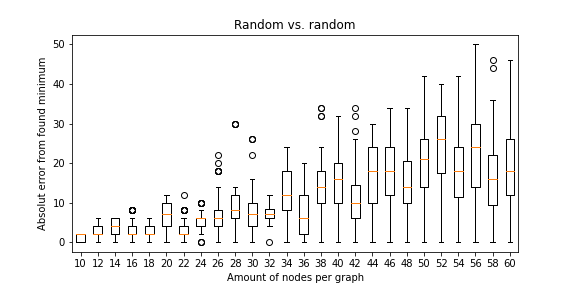 Random vs. random
Absolut error from found minimum
50
40
30
20
10
0
10 12 14 16 18 20 22 24 26 28 30 32 34 36 38 40 42 44 46 48 50 52 54 56 58 60
Amount of nodes per graph